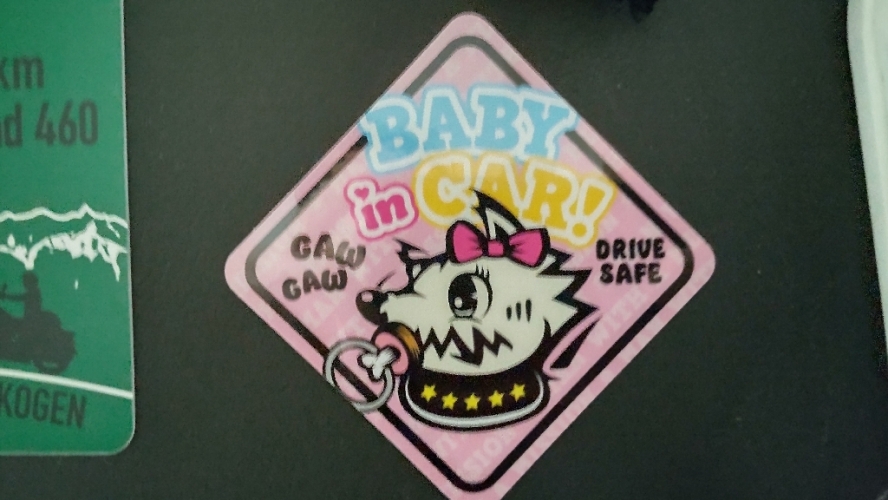 km
460
KOGEN
BABY
in CAR!
GAW
GAW
DRIVE
SAFE